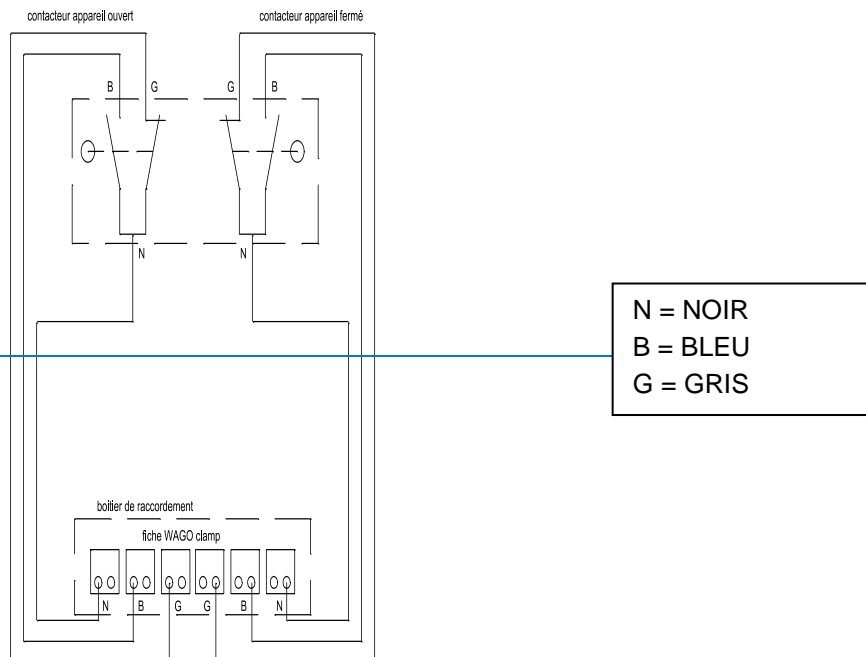 contacteur appareil ouvert
contacteur appareil fermé
B G G B
N N
N = NOIR
B = BLEU
G = GRIS
boitier de raccordement
fiche WAGO clamp
N B G G B N